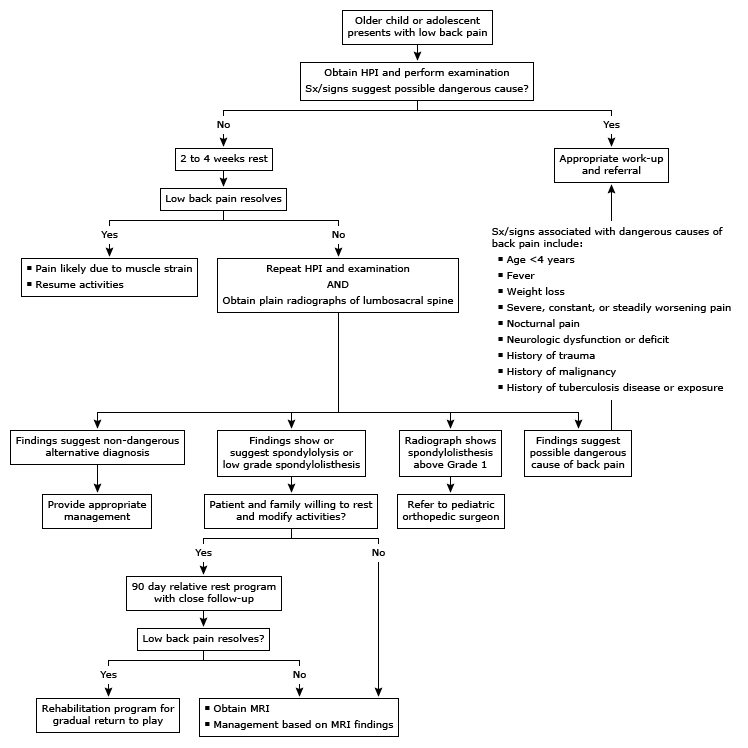 Older child or adolescent
presents with low back pain
Obtain HPI and perform examination
Sx/signs suggest possible dangerous cause?
No
Yes
2 to 4 weeks rest
Appropriate work-up
and referral
Low back pain resolves
Yes
No
▪ Pain likely due to muscle strain
▪ Resume activities
Repeat HPI and examination
AND
Obtain plain radiographs of lumbosacral spine
Sx/signs associated with dangerous causes of
back pain include:
▪ Age <4 years
▪ Fever
▪ Weight loss
▪ Severe, constant, or steadily worsening pain
▪ Nocturnal pain
▪ Neurologic dysfunction or deficit
▪ History of trauma
▪ History of malignancy
▪ History of tuberculosis disease or exposure
Findings suggest non-dangerous
alternative diagnosis
Findings show or
suggest spondylolysis or
low grade spondylolisthesis
Radiograph shows
spondylolisthesis
above Grade 1
Findings suggest
possible dangerous
cause of back pain
Provide appropriate
management
Patient and family willing to rest
and modify activities?
Refer to pediatric
orthopedic surgeon
Yes
No
90 day relative rest program
with close follow-up
Low back pain resolves?
Yes
No
Rehabilitation program for
gradual return to play
▪ Obtain MRI
▪ Management based on MRI findings